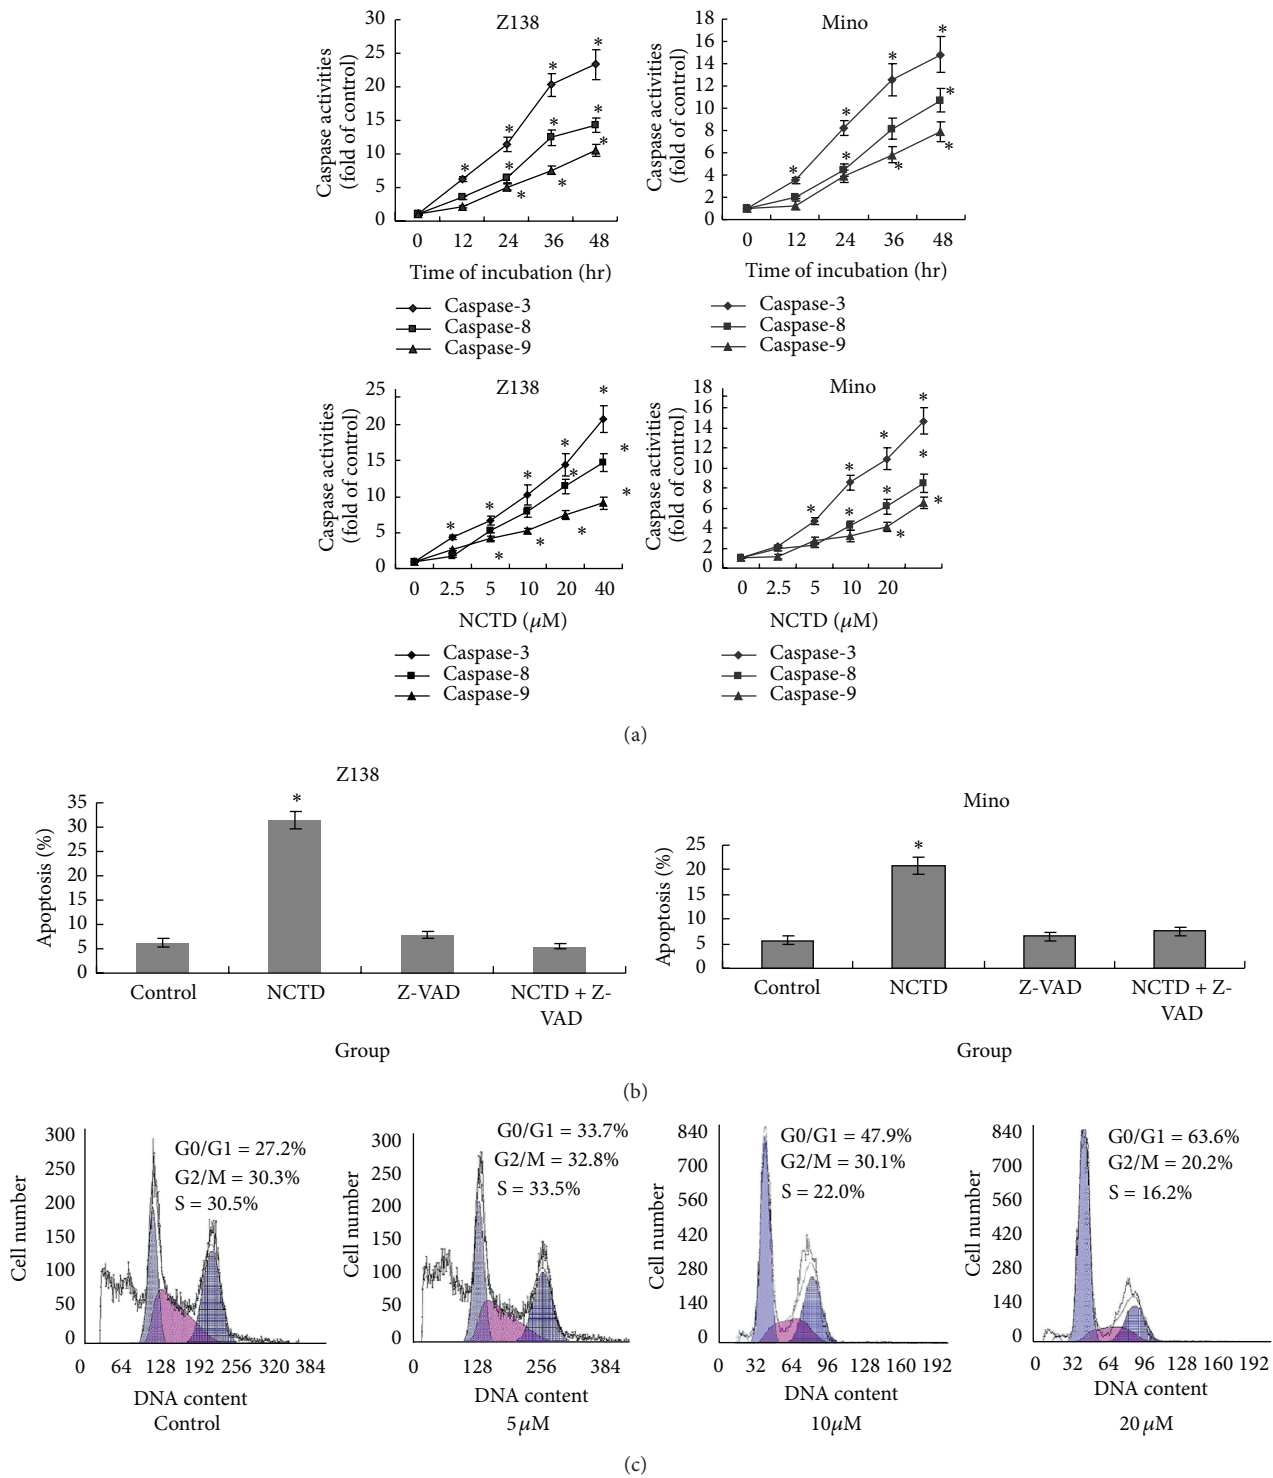 Z138
Caspase activities
(fold of control)
30
25
20
15
10
5
0
* * * *
* * *
* * *
0 12 24 36 48
Time of incubation (hr)
Caspase-3
Caspase-8
Caspase-9
Mino
Caspase activities
(fold of control)
18
16
14
12
10
8
6
4
2
0
* * * *
* *
* *
0 12 24 36 48
Time of incubation (hr)
Caspase-3
Caspase-8
Caspase-9
Z138
Caspase activities
(fold of control)
25
20
15
10
5
0
* * * * *
* *
* * * *
0 2.5 5 10 20 40
NCTD (μM)
Caspase-3
Caspase-8
Caspase-9
Mino
Caspase activities
(fold of control)
18
16
14
12
10
8
6
4
2
0
* * * *
* * *
* *
0 2.5 5 10 20
NCTD (μM)
Caspase-3
Caspase-8
Caspase-9
(a)
Z138
Apoptosis (%)
35
30
25
20
15
10
5
0
*
Control NCTD Z-VAD NCTD + Z-
VAD
Group
Mino
Apoptosis (%)
25
20
15
10
5
0
*
Control NCTD Z-VAD NCTD + Z-
VAD
Group
(b)
Cell number
300
250
200
150
100
50
0
G0/G1 = 27.2%
G2/M = 30.3%
S = 30.5%
0 64 128 192 256 320 384
DNA content
Control
Cell number
300
250
200
150
100
50
0
G0/G1 = 33.7%
G2/M = 32.8%
S = 33.5%
0 128 256 384
DNA content
5 μM
Cell number
840
700
560
420
280
140
0
G0/G1 = 47.9%
G2/M = 30.1%
S = 22.0%
0 32 64 96 128 160 192
DNA content
10μM
Cell number
840
700
560
420
280
140
0
G0/G1 = 63.6%
G2/M = 20.2%
S = 16.2%
0 32 64 96 128 160 192
DNA content
20 μM
(c)